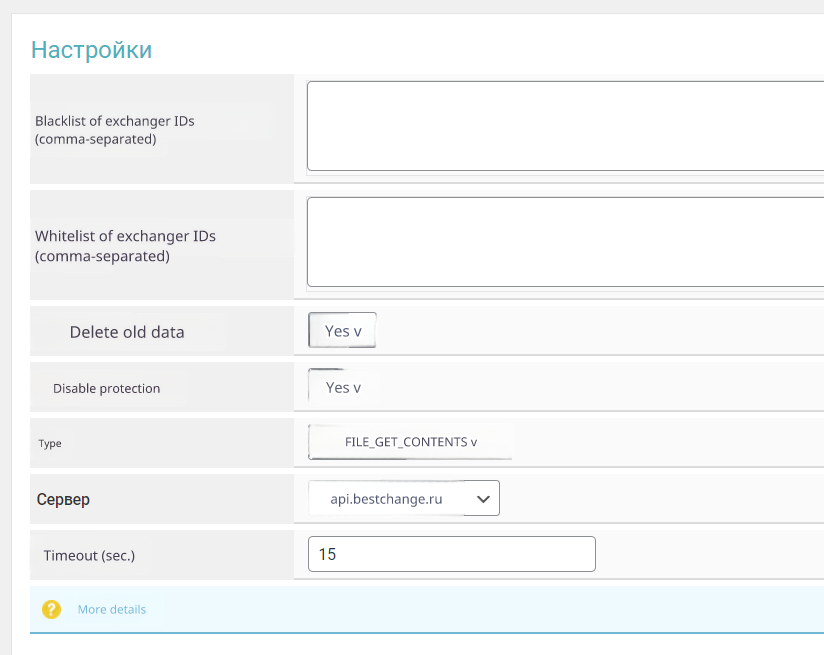 Настройки
Blacklist of exchanger IDs
(comma-separated)
Whitelist of exchanger IDs
(comma-separated)
Delete old data
Yes v
Disable protection
Yes v
Type
FILE_GET_CONTENTS v
Сервер
api.bestchange.ru
Timeout (sec.)
15
?
More details